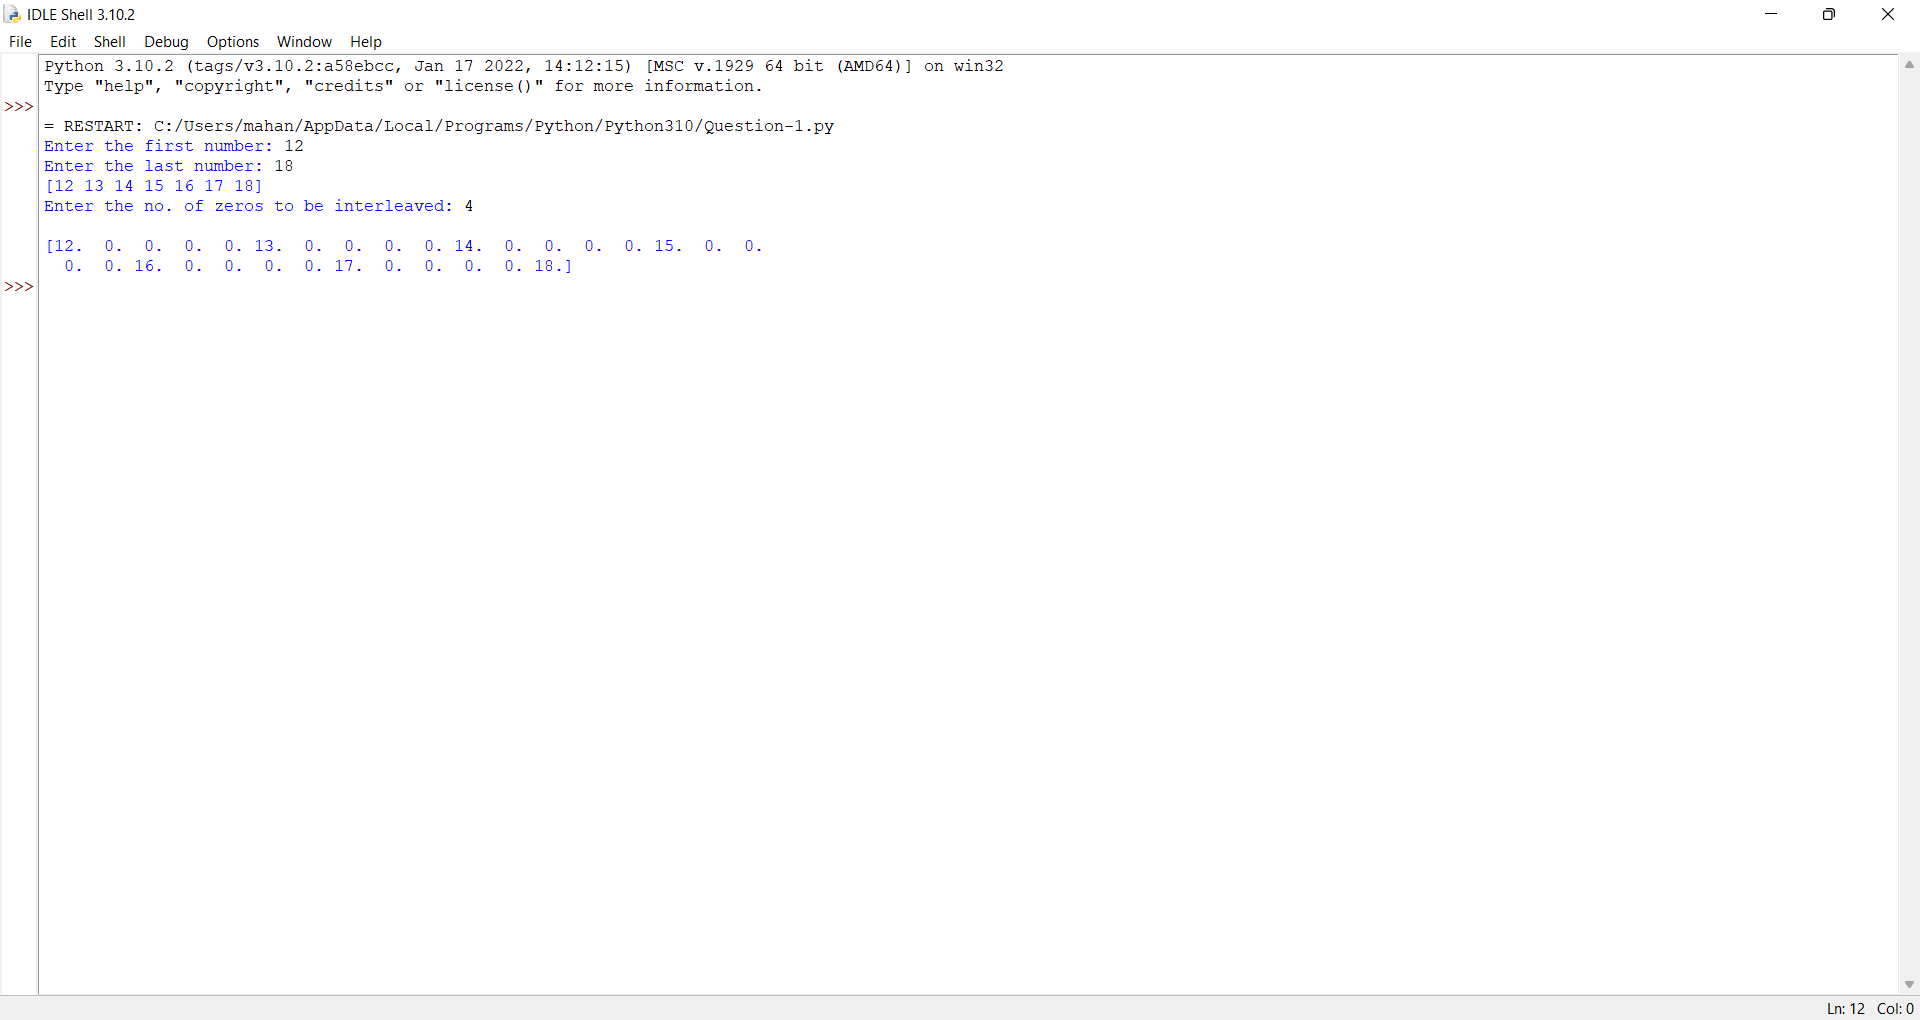 IDLE Shell 3.10.2
File Edit Shell Debug Options Window Help
Python 3.10.2 (tags/v3.10.2:a58ebcc, Jan 17 2022, 14:12:15) [MSC v.1929 64 bit (AMD64)] on win32
Type "help", "copyright", "credits" or "license()" for more information.
>>>
= RESTART: C:/Users/mahan/AppData/Local/Programs/Python/Python310/Question-1.py
Enter the first number: 12
Enter the last number: 18
[12 13 14 15 16 17 18]
Enter the no. of zeros to be interleaved: 4
[12.  0.  0.  0.  0. 13.  0.  0.  0.  0. 14.  0.  0.  0.  0. 15.  0.  0.
  0.  0. 16.  0.  0.  0.  0. 17.  0.  0.  0.  0. 18.]
>>>
Ln: 12 Col: 0